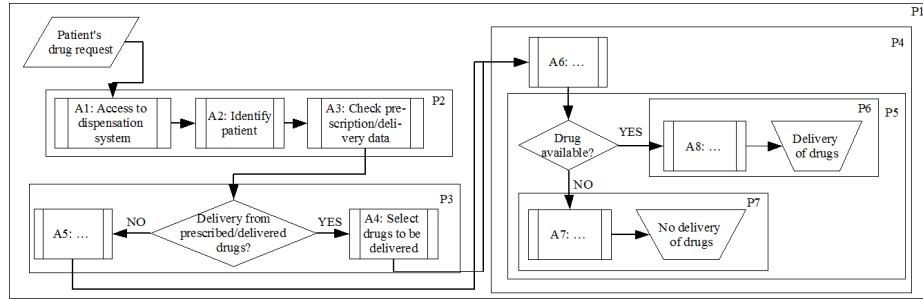 P1
Patient's
drug request
P2
A1: Access to
dispensation
system
A2: Identify
patient
A3: Check pre-
scription/deli-
very data
P3
Delivery from
prescribed/delivered
drugs?
NO
A5: ...
YES
A4: Select
drugs to be
delivered
P4
A6: ...
P5
Drug
available?
YES
P6
A8: ...
Delivery
of drugs
NO
P7
A7: ...
No delivery
of drugs